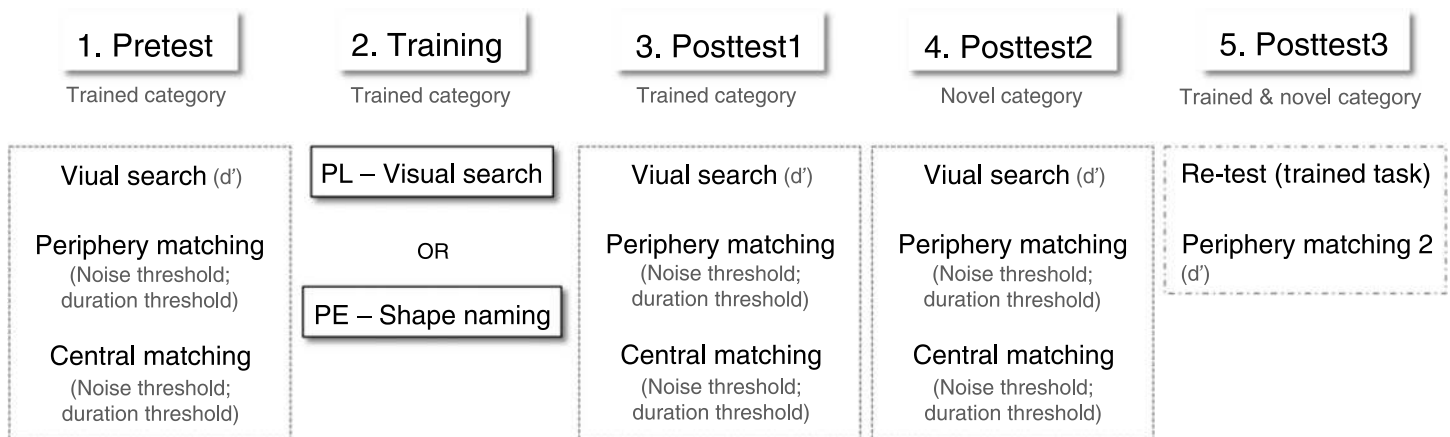 1. Pretest
Trained category
Viual search (d')
Periphery matching
(Noise threshold;
duration threshold)
Central matching
(Noise threshold;
duration threshold)
2. Training
Trained category
PL – Visual search
OR
PE – Shape naming
3. Posttest1
Trained category
Viual search (d')
Periphery matching
(Noise threshold;
duration threshold)
Central matching
(Noise threshold;
duration threshold)
4. Posttest2
Novel category
Viual search (d')
Periphery matching
(Noise threshold;
duration threshold)
Central matching
(Noise threshold;
duration threshold)
5. Posttest3
Trained & novel category
Re-test (trained task)
Periphery matching 2
(d')